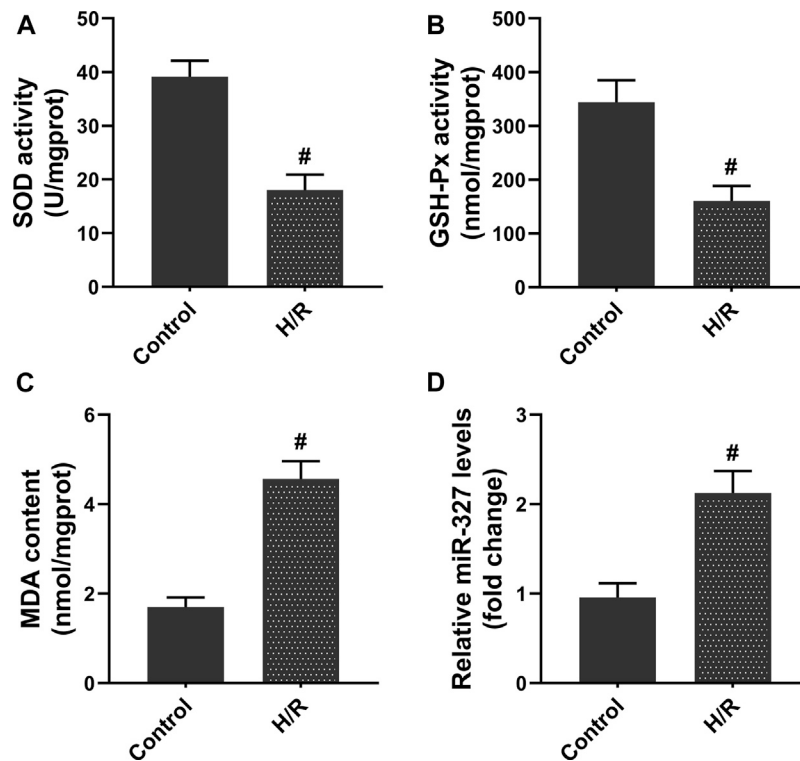 A
SOD activity
(U/mgprot)
50
40
30
20
10
0
#
Control
H/R
B
GSH-Px activity
(nmol/mgprot)
500
400
300
200
100
0
#
Control
H/R
C
MDA content
(nmol/mgprot)
6
4
2
0
#
Control
H/R
D
Relative miR-327 levels
(fold change)
3
2
1
0
#
Control
H/R